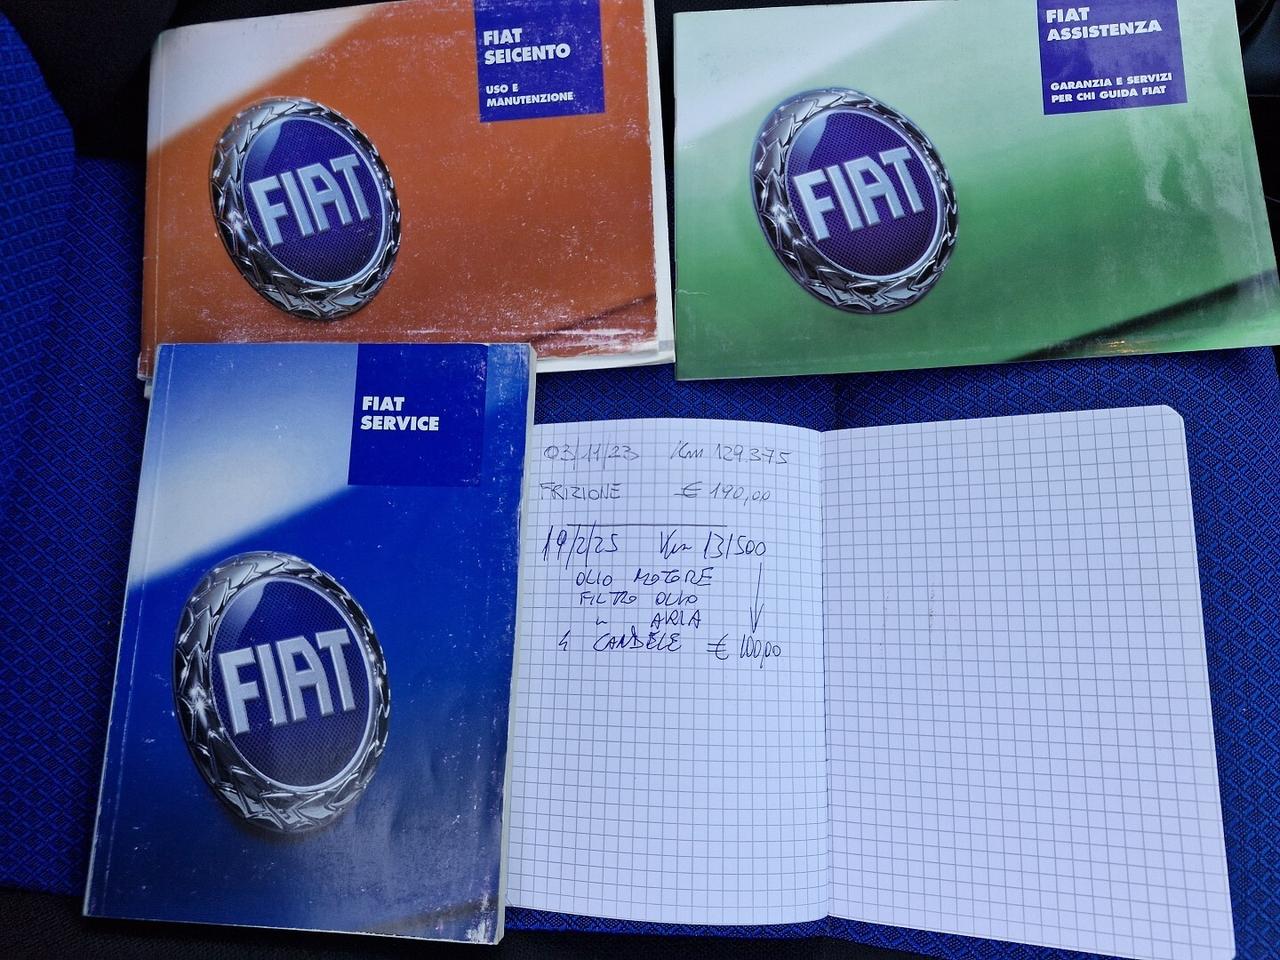 FIAT
SEICENTO
USO E
MANUTENZIONE
FIAT
FIAT
ASSISTENZA
GARANZIA E SERVIZI
PER CHI GUIDA FIAT
FIAT
FIAT
SERVICE
FIAT
03/11/23 Km 129.375
FRIZIONE € 190,00
19/2/25 Km 131500
OLIO MOTORE
FILTRO OLIO
" ARIA
4 CANDELE € 100,00